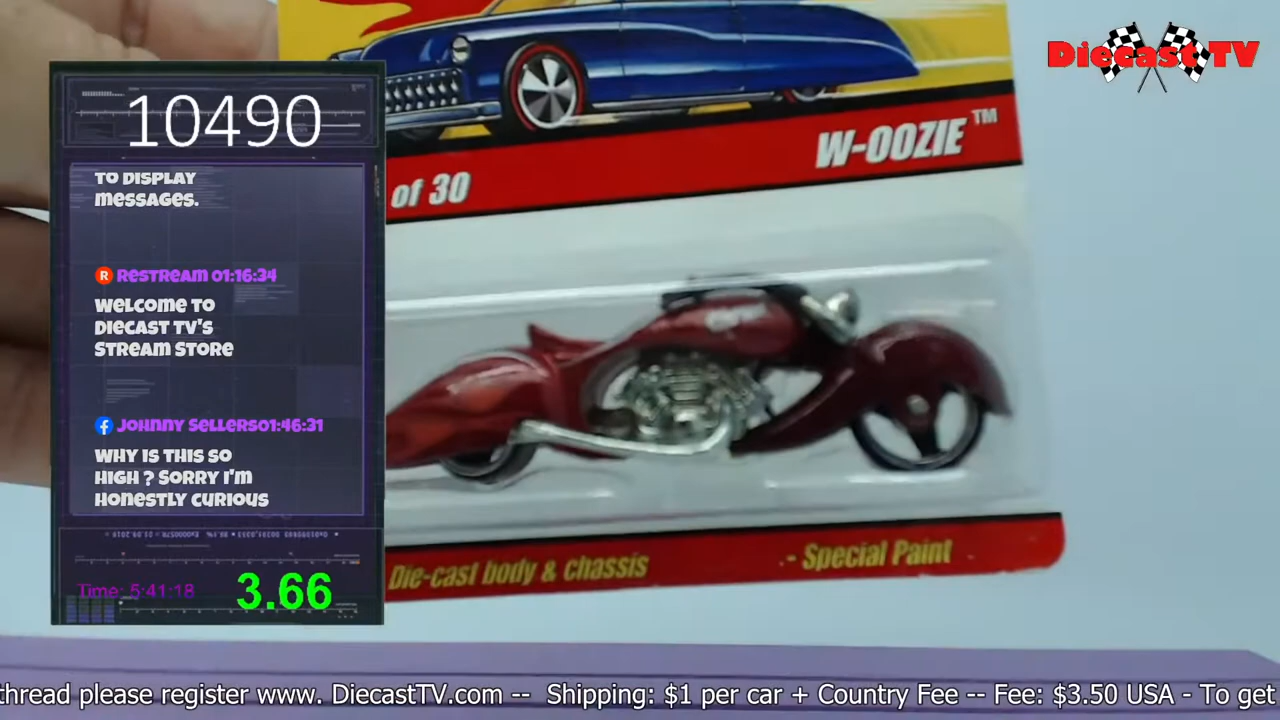 Diecast TV
10490
TO DISPLAY
MESSAGES.
R RESTREAM 01:16:34
WELCOME TO
DIECAST TV'S
STREAM STORE
f JOHNNY SELLERS01:46:31
WHY IS THIS SO
HIGH ? SORRY I'M
HONESTLY CURIOUS
Time: 5:41:18
3.66
W-OOZIE™
of 30
Die-cast body & chassis
- Special Paint
thread please register www. DiecastTV.com -- Shipping: $1 per car + Country Fee -- Fee: $3.50 USA - To get